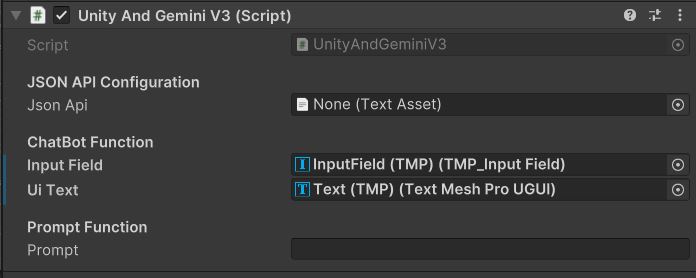 Unity And Gemini V3 (Script)
Script UnityAndGeminiV3
JSON API Configuration
Json Api None (Text Asset)
ChatBot Function
Input Field InputField (TMP) (TMP_Input Field)
Ui Text Text (TMP) (Text Mesh Pro UGUI)
Prompt Function
Prompt